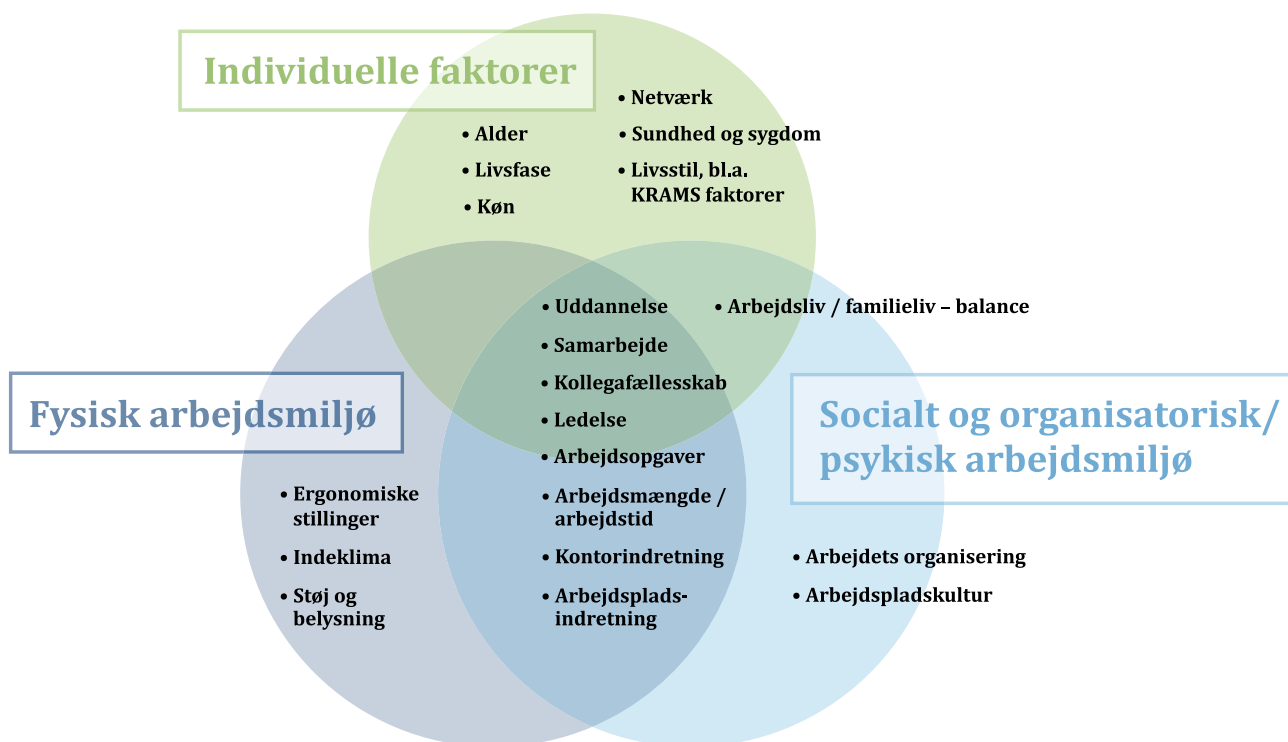 Individuelle faktorer
• Alder
• Livsfase
• Køn
• Netværk
• Sundhed og sygdom
• Livsstil, bl.a.
KRAMS faktorer
• Uddannelse
• Samarbejde
• Kollegafællesskab
• Ledelse
• Arbejdsopgaver
• Arbejdsmængde /
arbejdstid
• Kontorindretning
• Arbejdsplads-
indretning
• Arbejdsliv / familieliv – balance
Fysisk arbejdsmiljø
• Ergonomiske
stillinger
• Indeklima
• Støj og
belysning
Socialt og organisatorisk/
psykisk arbejdsmiljø
• Arbejdets organisering
• Arbejdspladskultur